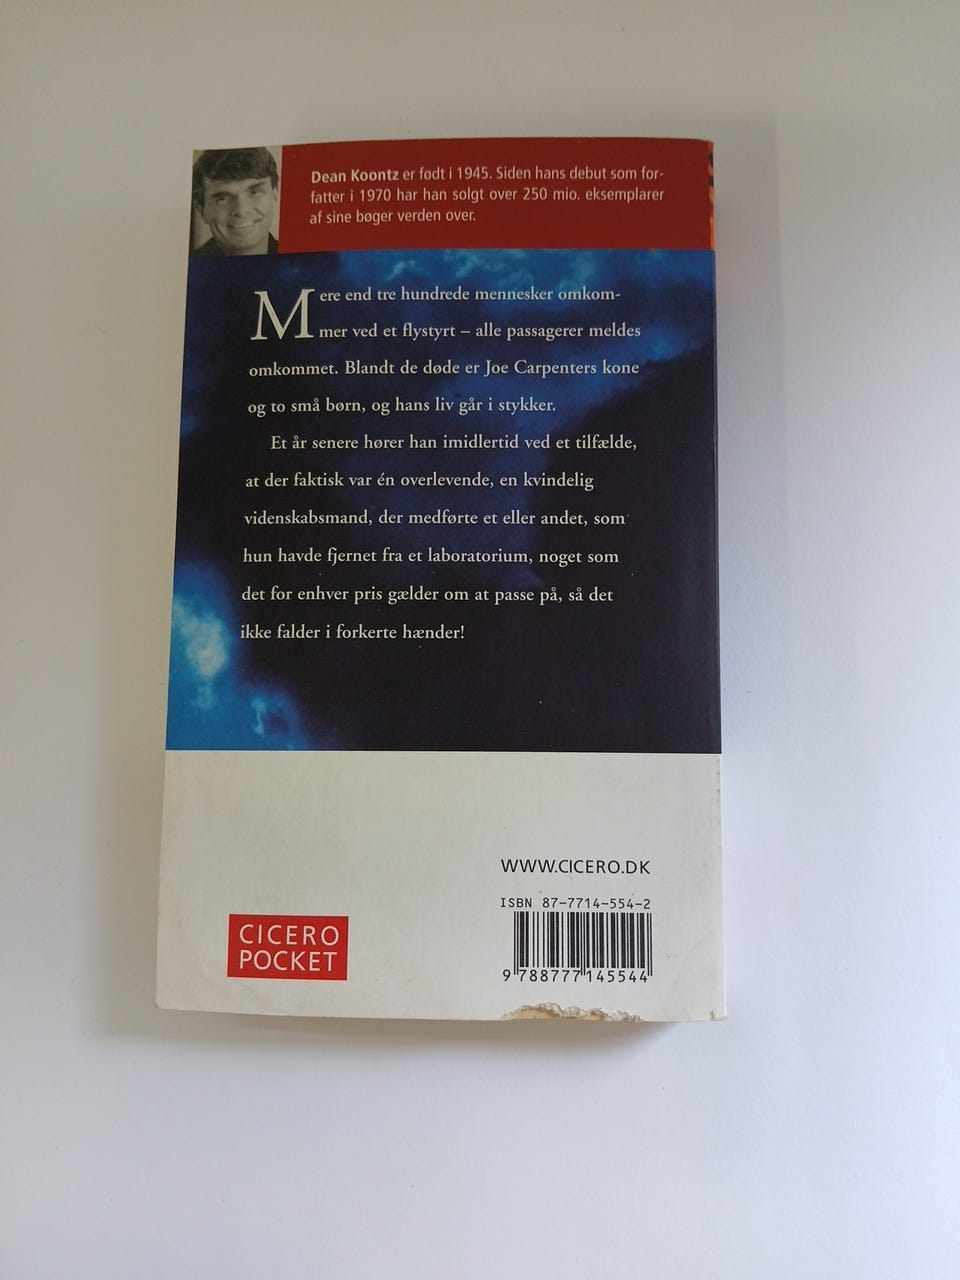 Dean Koontz er født i 1945. Siden hans debut som for-
fatter i 1970 har han solgt over 250 mio. eksemplarer
af sine bøger verden over.
Mere end tre hundrede mennesker omkom-
mer ved et flystyrt – alle passagerer meldes
omkommet. Blandt de døde er Joe Carpenters kone
og to små børn, og hans liv går i stykker.
Et år senere hører han imidlertid ved et tilfælde,
at der faktisk var én overlevende, en kvindelig
videnskabsmand, der medførte et eller andet, som
hun havde fjernet fra et laboratorium, noget som
det for enhver pris gælder om at passe på, så det
ikke falder i forkerte hænder!
WWW.CICERO.DK
ISBN 87-7714-554-2
9 788777 145544
CICERO
POCKET